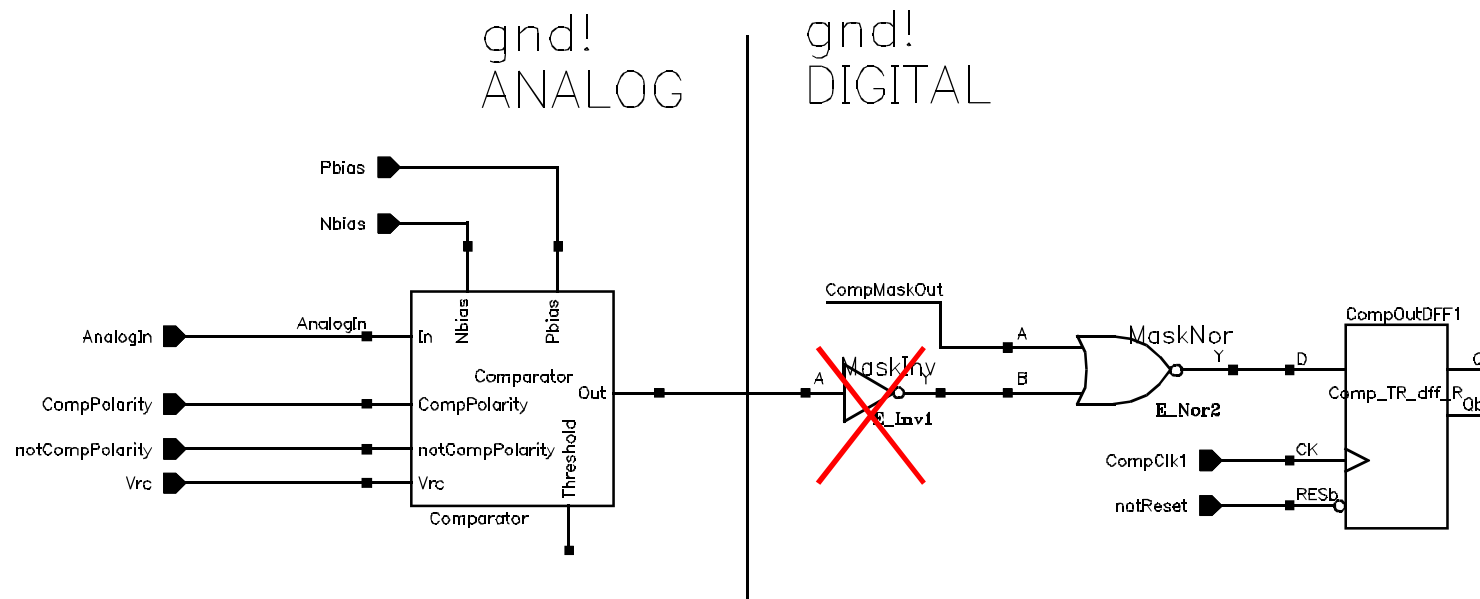 gnd!
ANALOG
gnd!
DIGITAL
Pbias
Nbias
Nbias
Pbias
AnalogIn
AnalogIn
In
Comparator
Out
CompPolarity
CompPolarity
notCompPolarity
notCompPolarity
Vrc
Vrc
Threshold
Comparator
CompMaskOut
A
MaskInv
Y
E_Inv1
A
B
MaskNor
Y
E_Nor2
CompOutDFF1
D
Comp_TR_dff_R
Qb
CompClk1
CK
notReset
RESb